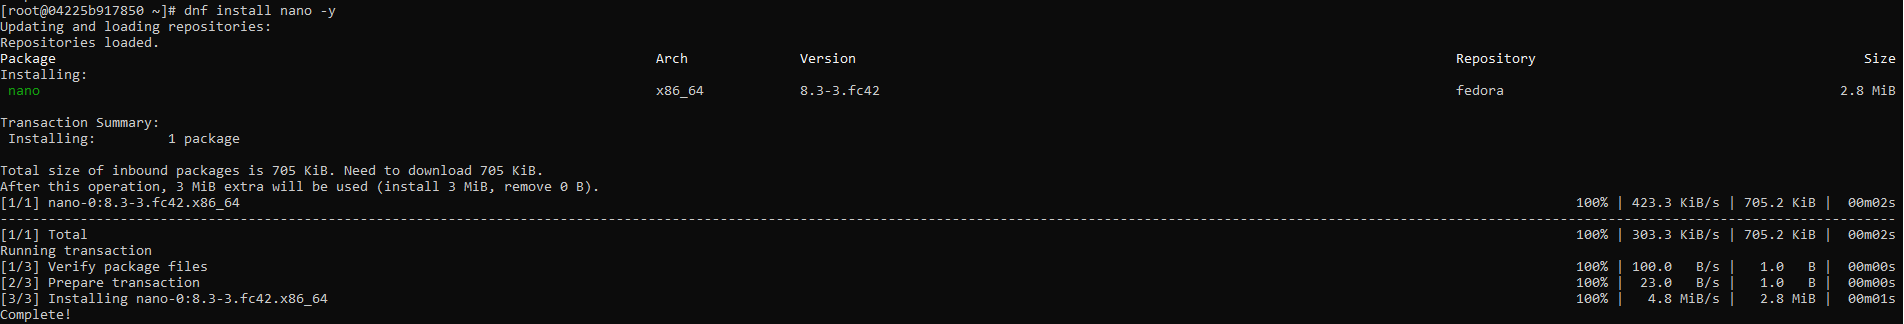 [root@04225b917850 ~]# dnf install nano -y
Updating and loading repositories:
Repositories loaded.
Package Arch Version Repository Size
Installing:
nano x86_64 8.3-3.fc42 fedora 2.8 MiB
Transaction Summary:
Installing: 1 package
Total size of inbound packages is 705 KiB. Need to download 705 KiB.
After this operation, 3 MiB extra will be used (install 3 MiB, remove 0 B).
[1/1] nano-0:8.3-3.fc42.x86_64 100% | 423.3 KiB/s | 705.2 KiB | 00m02s
[1/1] Total 100% | 303.3 KiB/s | 705.2 KiB | 00m02s
Running transaction
[1/3] Verify package files 100% | 100.0 B/s | 1.0 B | 00m00s
[2/3] Prepare transaction 100% | 23.0 B/s | 1.0 B | 00m00s
[3/3] Installing nano-0:8.3-3.fc42.x86_64 100% | 4.8 MiB/s | 2.8 MiB | 00m01s
Complete!